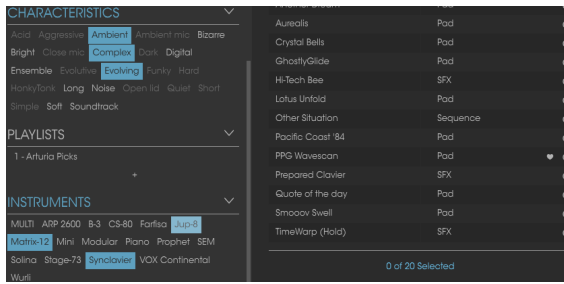 CHARACTERISTICS
Acid Aggressive Ambient Ambient mic Bizarre
Bright Close mic Complex Dark Digital
Ensemble Evolutive Evolving Funky Hard
HonkyTonk Long Noise Open lid Quiet Short
Simple Soft Soundtrack
PLAYLISTS
1 - Arturia Picks
+
INSTRUMENTS
MULTI ARP 2600 B-3 CS-80 Farfisa Jup-8
Matrix-12 Mini Modular Piano Prophet SEM
Solina Stage-73 Synclavier VOX Continental
Wurli
Pad
Aurealis Pad
Crystal Bells Pad
GhostlyGlide Pad
Hi-Tech Bee SFX
Lotus Unfold Pad
Other Situation Sequence
Pacific Coast '84 Pad
PPG Wavescan Pad
Prepared Clavier SFX
Quote of the day Pad
Smoov Swell Pad
TimeWarp (Hold) SFX
0 of 20 Selected